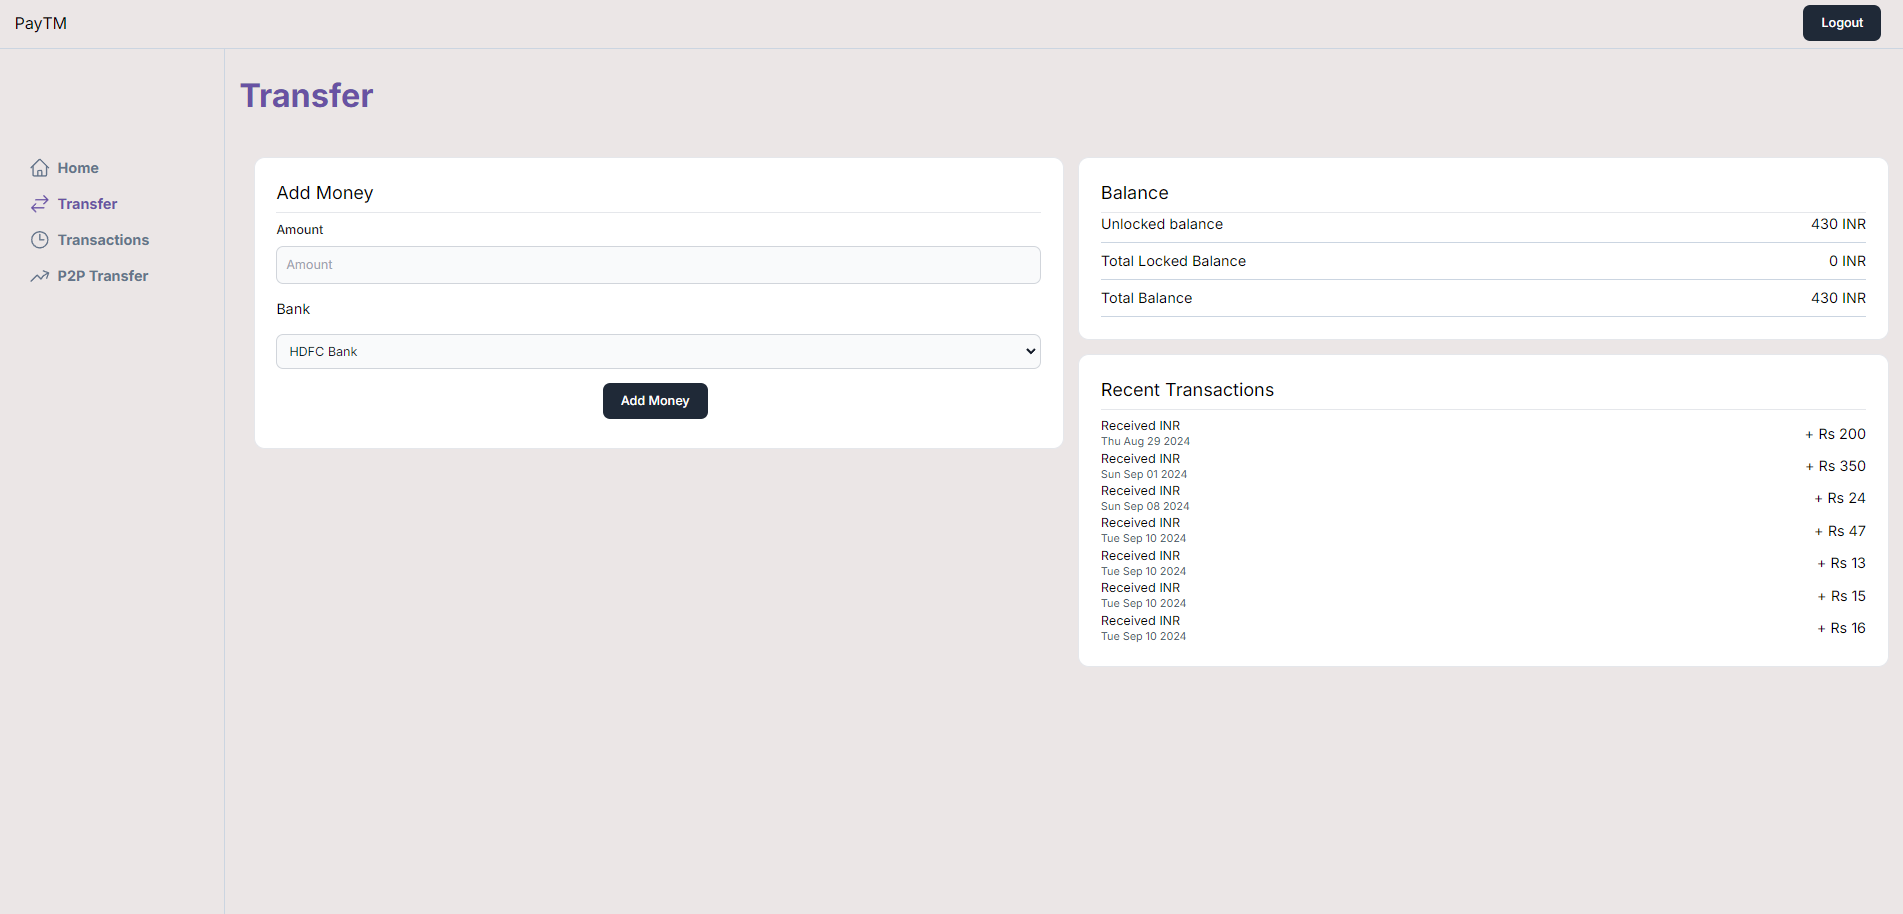 PayTM
Logout
Transfer
Home
Transfer
Transactions
P2P Transfer
Add Money
Amount
Amount
Bank
HDFC Bank
Add Money
Balance
Unlocked balance 430 INR
Total Locked Balance 0 INR
Total Balance 430 INR
Recent Transactions
Received INR
Thu Aug 29 2024
+ Rs 200
Received INR
Sun Sep 01 2024
+ Rs 350
Received INR
Sun Sep 08 2024
+ Rs 24
Received INR
Tue Sep 10 2024
+ Rs 47
Received INR
Tue Sep 10 2024
+ Rs 13
Received INR
Tue Sep 10 2024
+ Rs 15
Received INR
Tue Sep 10 2024
+ Rs 16